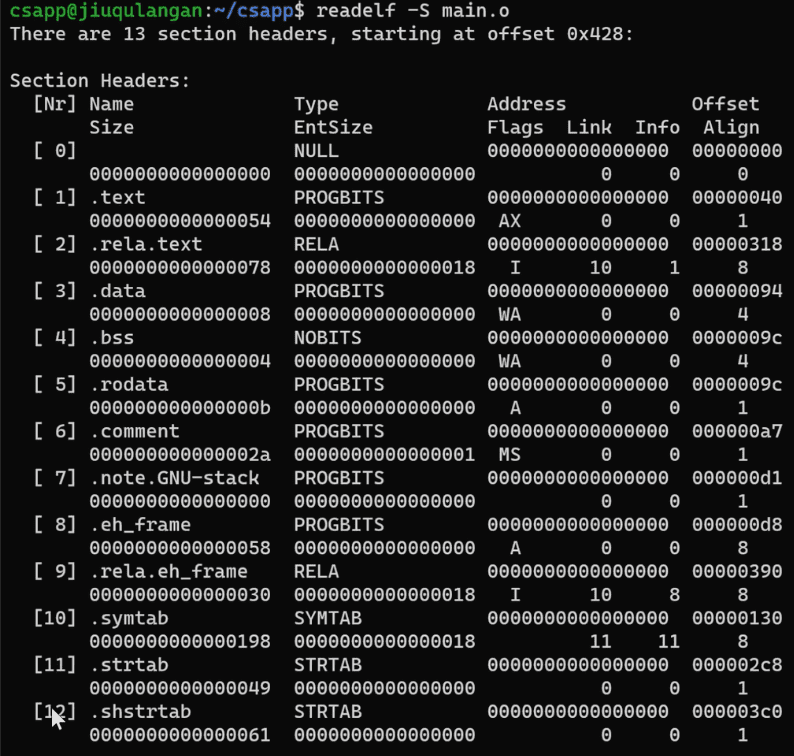 csapp@jiuqulangan:~/csapp$ readelf -S main.o
There are 13 section headers, starting at offset 0x428:

Section Headers:
  [Nr] Name              Type             Address           Offset
       Size              EntSize          Flags  Link  Info  Align
  [ 0]                   NULL             0000000000000000  00000000
       0000000000000000  0000000000000000           0     0     0
  [ 1] .text             PROGBITS         0000000000000000  00000040
       0000000000000054  0000000000000000  AX       0     0     1
  [ 2] .rela.text        RELA             0000000000000000  00000318
       0000000000000078  0000000000000018   I      10     1     8
  [ 3] .data             PROGBITS         0000000000000000  00000094
       0000000000000008  0000000000000000  WA       0     0     4
  [ 4] .bss              NOBITS           0000000000000000  0000009c
       0000000000000004  0000000000000000  WA       0     0     4
  [ 5] .rodata           PROGBITS         0000000000000000  0000009c
       000000000000000b  0000000000000000   A       0     0     1
  [ 6] .comment          PROGBITS         0000000000000000  000000a7
       000000000000002a  0000000000000001  MS       0     0     1
  [ 7] .note.GNU-stack   PROGBITS         0000000000000000  000000d1
       0000000000000000  0000000000000000           0     0     1
  [ 8] .eh_frame         PROGBITS         0000000000000000  000000d8
       0000000000000058  0000000000000000   A       0     0     8
  [ 9] .rela.eh_frame    RELA             0000000000000000  00000390
       0000000000000030  0000000000000018   I      10     8     8
  [10] .symtab           SYMTAB           0000000000000000  00000130
       0000000000000198  0000000000000018          11    11     8
  [11] .strtab           STRTAB           0000000000000000  000002c8
       0000000000000049  0000000000000000           0     0     1
  [12] .shstrtab         STRTAB           0000000000000000  000003c0
       0000000000000061  0000000000000000           0     0     1